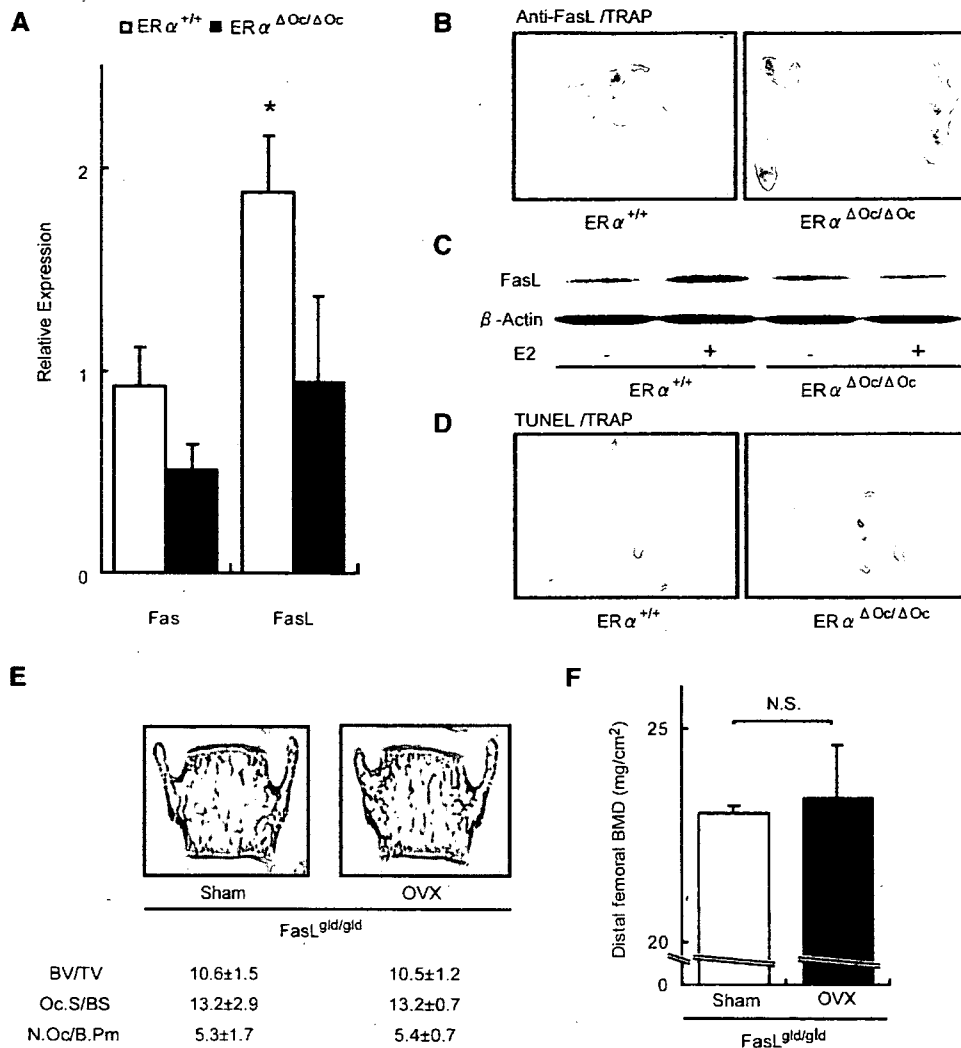 A
□ ERα+/+ ■ ERαΔOc/ΔOc
*
2
1
0
Relative Expression
Fas
FasL
B
Anti-FasL /TRAP
ERα+/+
ERαΔOc/ΔOc
C
FasL
β-Actin
E2
- + - +
ERα+/+
ERαΔOc/ΔOc
D
TUNEL /TRAP
ERα+/+
ERαΔOc/ΔOc
E
Sham
OVX
FasLgld/gld
BV/TV 10.6±1.5 10.5±1.2
Oc.S/BS 13.2±2.9 13.2±0.7
N.Oc/B.Pm 5.3±1.7 5.4±0.7
F
N.S.
25
20
0
Distal femoral BMD (mg/cm2)
Sham
OVX
FasLgld/gld